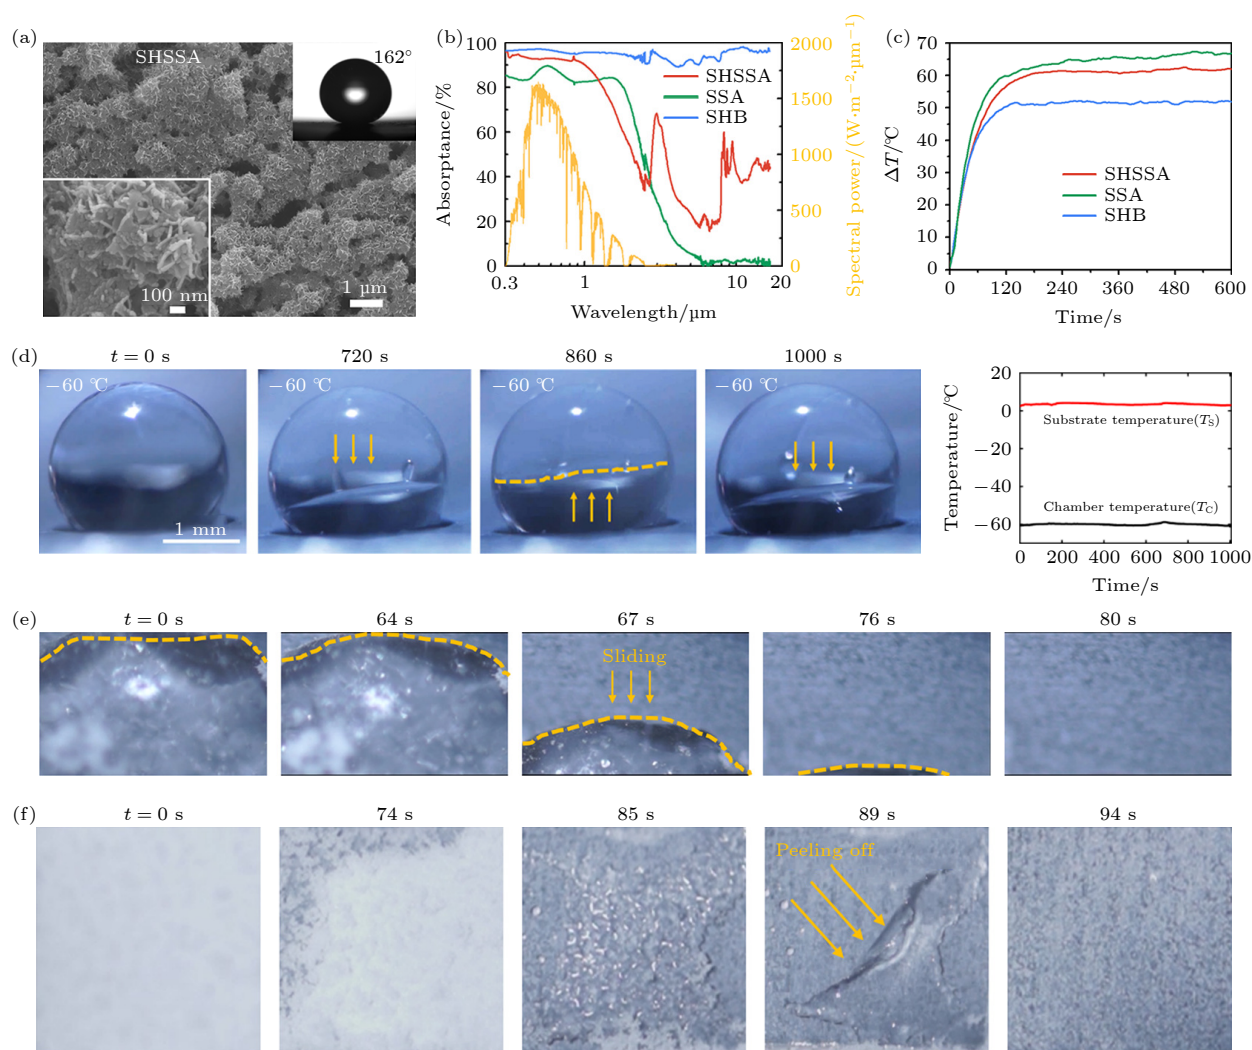 (a)
SHSSA
162°
100 nm
1 μm
(b)
100
80
60
40
20
0
Absorptance/%
0.3
1
10
20
Wavelength/μm
SHSSA
SSA
SHB
2000
1500
1000
500
0
Spectral power/(W·m⁻²·μm⁻¹)
(c)
70
60
50
40
30
20
10
0
ΔT/℃
SHSSA
SSA
SHB
0
120
240
360
480
600
Time/s
(d)
t = 0 s
720 s
860 s
1000 s
−60 ℃
−60 ℃
−60 ℃
−60 ℃
1 mm
20
0
−20
−40
−60
Temperature/℃
Substrate temperature(TS)
Chamber temperature(TC)
0 200 400 600 800 1000
Time/s
(e)
t = 0 s
64 s
67 s
76 s
80 s
Sliding
(f)
t = 0 s
74 s
85 s
89 s
94 s
Peeling off